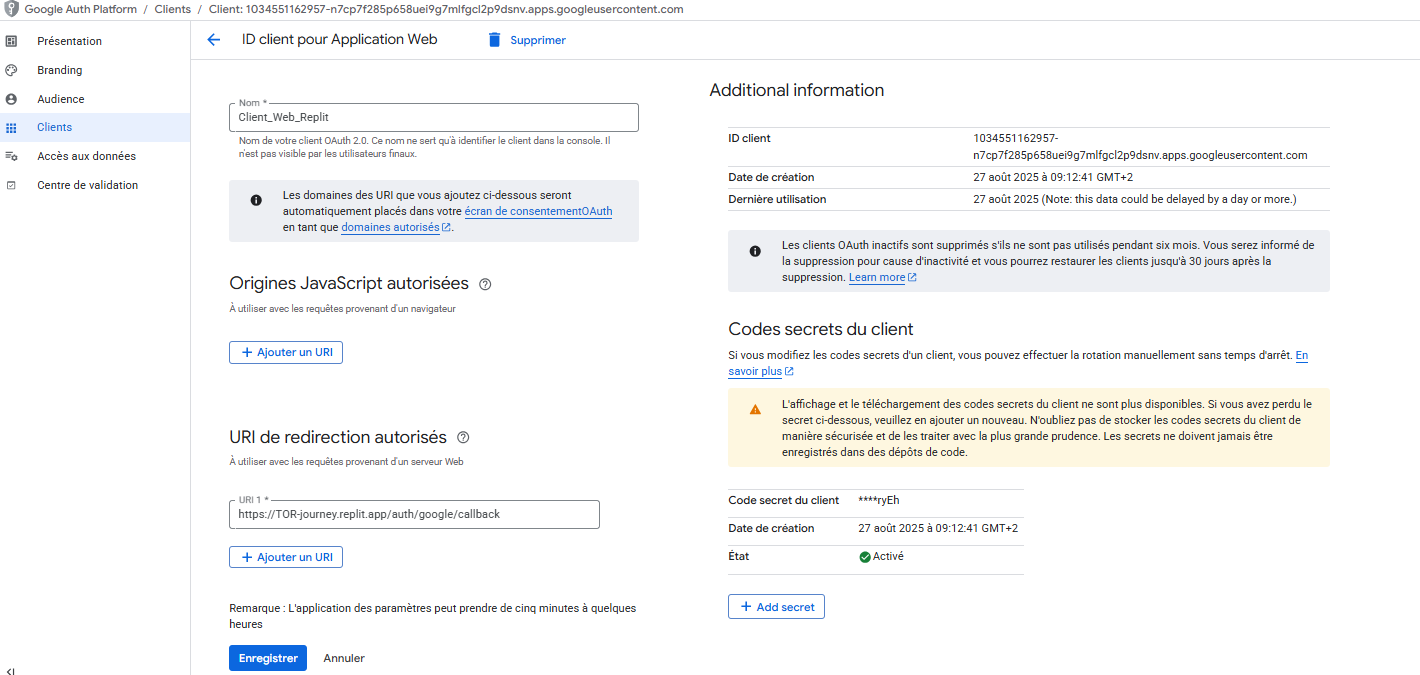 Google Auth Platform / Clients / Client: 1034551162957-n7cp7f285p658uei9g7mlfgcl2p9dsnv.apps.googleusercontent.com
Présentation
Branding
Audience
Clients
Accès aux données
Centre de validation
ID client pour Application Web
Supprimer
Nom *
Client_Web_Replit
Nom de votre client OAuth 2.0. Ce nom ne sert qu'à identifier le client dans la console. Il
n'est pas visible par les utilisateurs finaux.
Les domaines des URI que vous ajoutez ci-dessous seront
automatiquement placés dans votre écran de consentementOAuth
en tant que domaines autorisés.
Origines JavaScript autorisées
À utiliser avec les requêtes provenant d'un navigateur
+ Ajouter un URI
URI de redirection autorisés
À utiliser avec les requêtes provenant d'un serveur Web
URI 1 *
https://TOR-journey.replit.app/auth/google/callback
+ Ajouter un URI
Remarque : L'application des paramètres peut prendre de cinq minutes à quelques
heures
Enregistrer
Annuler
Additional information
ID client
1034551162957-
n7cp7f285p658uei9g7mlfgcl2p9dsnv.apps.googleusercontent.com
Date de création
27 août 2025 à 09:12:41 GMT+2
Dernière utilisation
27 août 2025 (Note: this data could be delayed by a day or more.)
Les clients OAuth inactifs sont supprimés s'ils ne sont pas utilisés pendant six mois. Vous serez informé de
la suppression pour cause d'inactivité et vous pourrez restaurer les clients jusqu'à 30 jours après la
suppression. Learn more
Codes secrets du client
Si vous modifiez les codes secrets d'un client, vous pouvez effectuer la rotation manuellement sans temps d'arrêt. En
savoir plus
L'affichage et le téléchargement des codes secrets du client ne sont plus disponibles. Si vous avez perdu le
secret ci-dessous, veuillez en ajouter un nouveau. N'oubliez pas de stocker les codes secrets du client de
manière sécurisée et de les traiter avec la plus grande prudence. Les secrets ne doivent jamais être
enregistrés dans des dépôts de code.
Code secret du client
****ryEh
Date de création
27 août 2025 à 09:12:41 GMT+2
État
Activé
+ Add secret